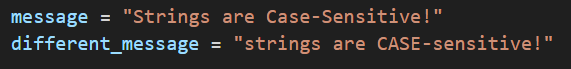 message = "Strings are Case-Sensitive!"
different_message = "strings are CASE-sensitive!"